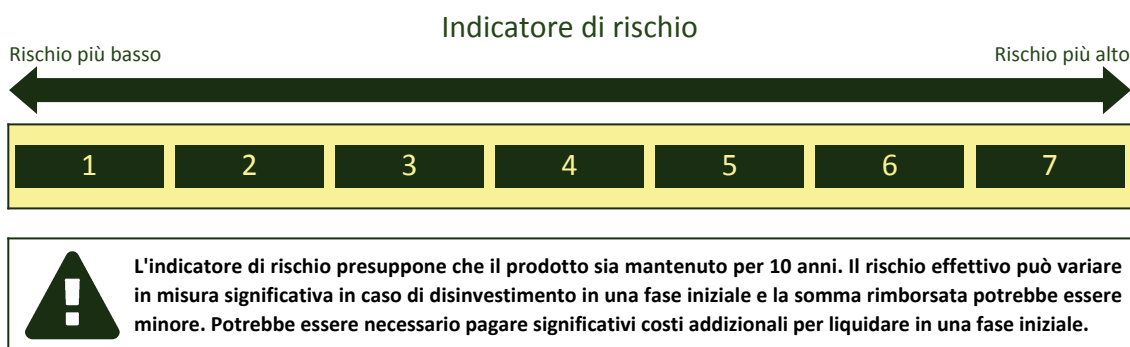 Indicatore di rischio
Rischio più basso
Rischio più alto
1 2 3 4 5 6 7
L'indicatore di rischio presuppone che il prodotto sia mantenuto per 10 anni. Il rischio effettivo può variare
in misura significativa in caso di disinvestimento in una fase iniziale e la somma rimborsata potrebbe essere
minore. Potrebbe essere necessario pagare significativi costi addizionali per liquidare in una fase iniziale.